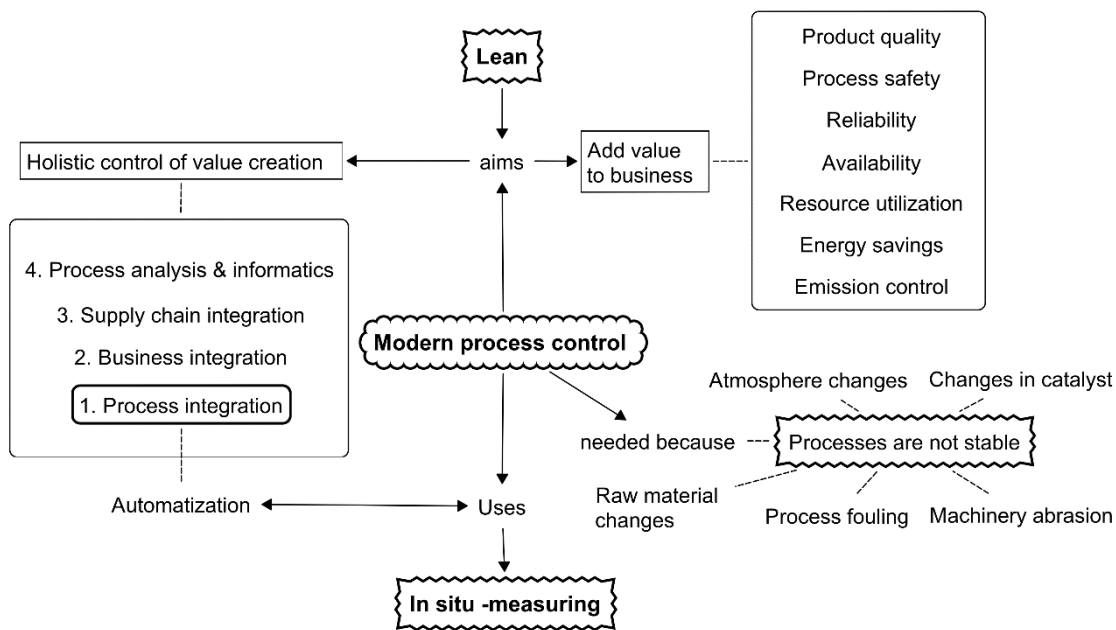 Lean
Product quality
Process safety
Reliability
Availability
Resource utilization
Energy savings
Emission control
Holistic control of value creation
aims
Add value
to business
4. Process analysis & informatics
3. Supply chain integration
2. Business integration
1. Process integration
Modern process control
Atmosphere changes
Changes in catalyst
needed because
Processes are not stable
Raw material
changes
Process fouling
Machinery abrasion
Automatization
Uses
In situ -measuring